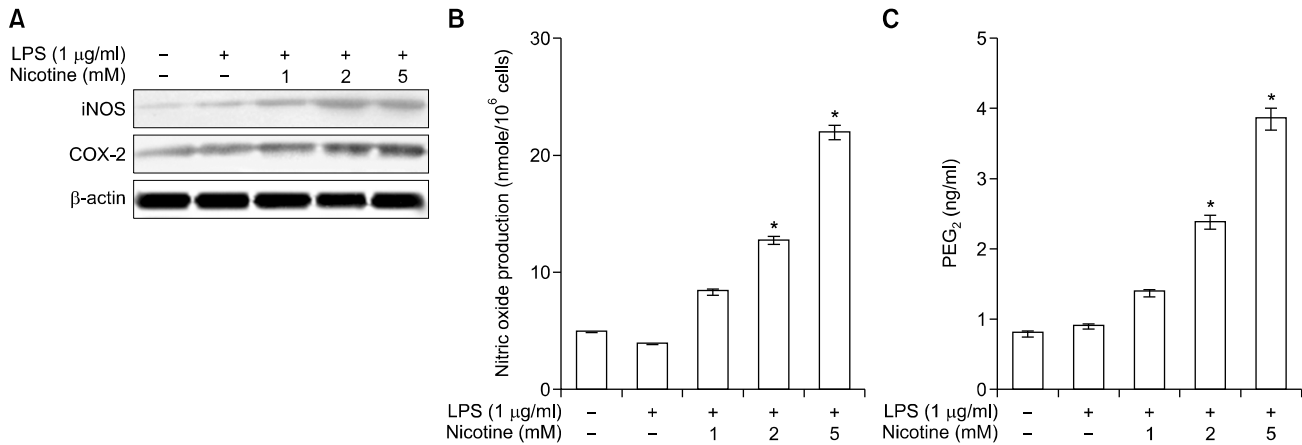 A
LPS (1 μg/ml) – + + + +
Nicotine (mM) – – 1 2 5
iNOS
COX-2
β-actin
B
Nitric oxide production (nmole/10⁶ cells)
30
20
10
0
*
*
LPS (1 μg/ml) – + + + +
Nicotine (mM) – – 1 2 5
C
PEG₂ (ng/ml)
5
4
3
2
1
0
*
*
LPS (1 μg/ml) – + + + +
Nicotine (mM) – – 1 2 5